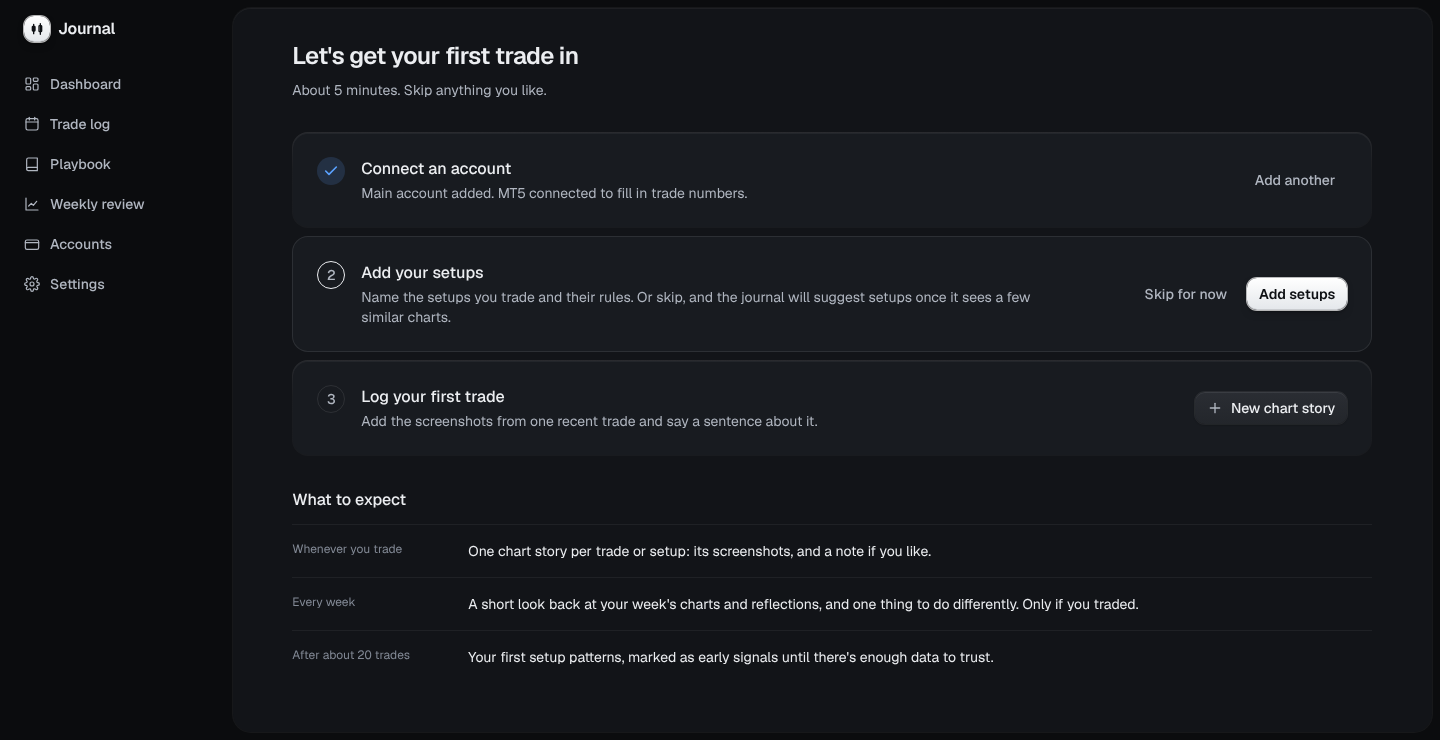 Journal
Dashboard
Trade log
Playbook
Weekly review
Accounts
Settings
Let's get your first trade in
About 5 minutes. Skip anything you like.
Connect an account
Main account added. MT5 connected to fill in trade numbers.
Add another
2
Add your setups
Name the setups you trade and their rules. Or skip, and the journal will suggest setups once it sees a few
similar charts.
Skip for now
Add setups
3
Log your first trade
Add the screenshots from one recent trade and say a sentence about it.
New chart story
What to expect
Whenever you trade
One chart story per trade or setup: its screenshots, and a note if you like.
Every week
A short look back at your week's charts and reflections, and one thing to do differently. Only if you traded.
After about 20 trades
Your first setup patterns, marked as early signals until there's enough data to trust.